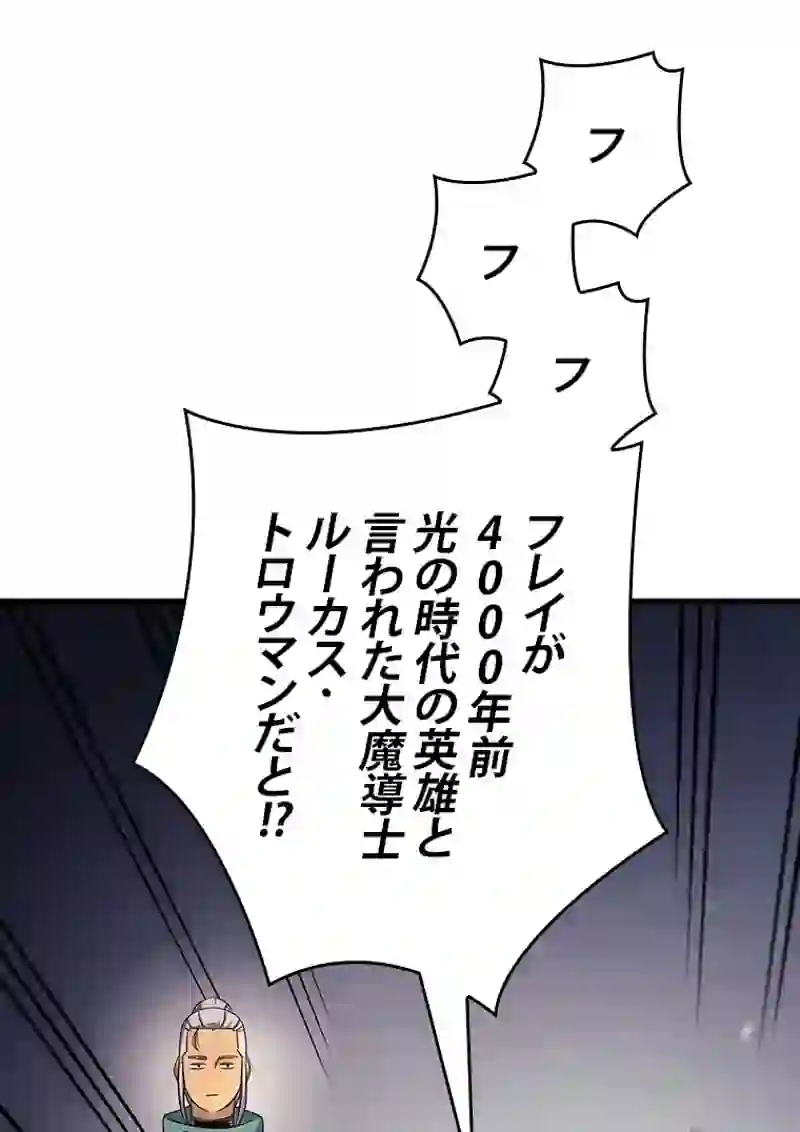 フ
フ
フ
フレイが
4000年前
光の時代の英雄と
言われた大魔導士
ルーカス・
トロウマンだと!?